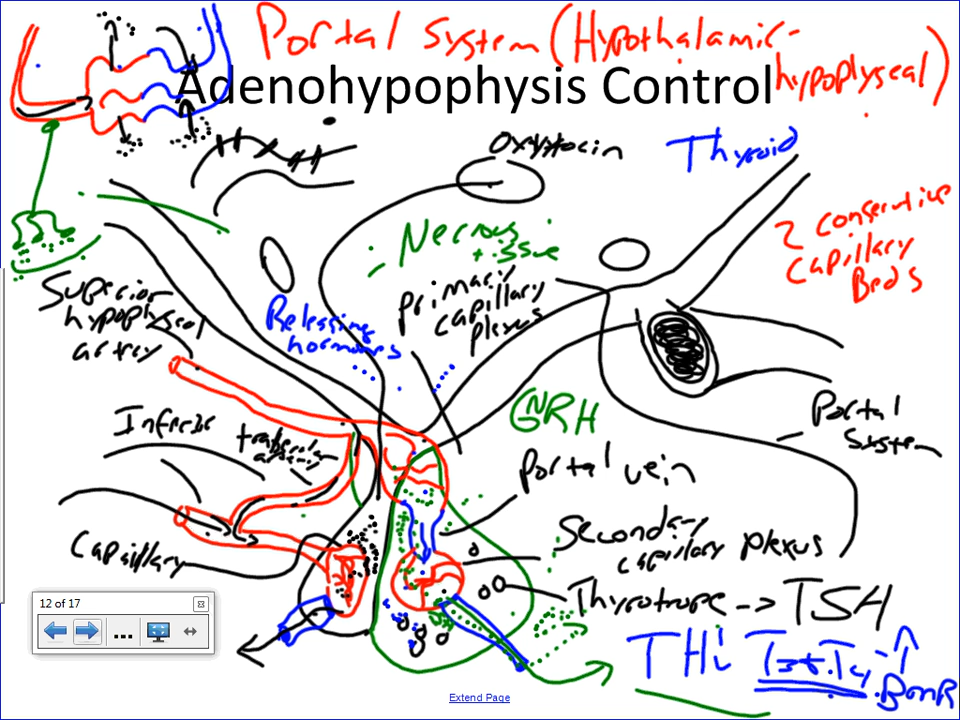 Portal System (Hypothalamic-
hypophyseal)
Adenohypophysis Control
Oxytocin
Thyroid
2 consecutive
capillary
Beds
Nervous
tissue
Superior
hypophyseal
artery
Releasing
hormones
Primary
capillary
plexus
GNRH
Portal
System
Inferior
trabecular
artery
portal vein
Secondary
capillary plexus
Capaillary
Thyrotrope -> TSH
TH:
T3 + T4
BMR
12 of 17
...
Extend Page